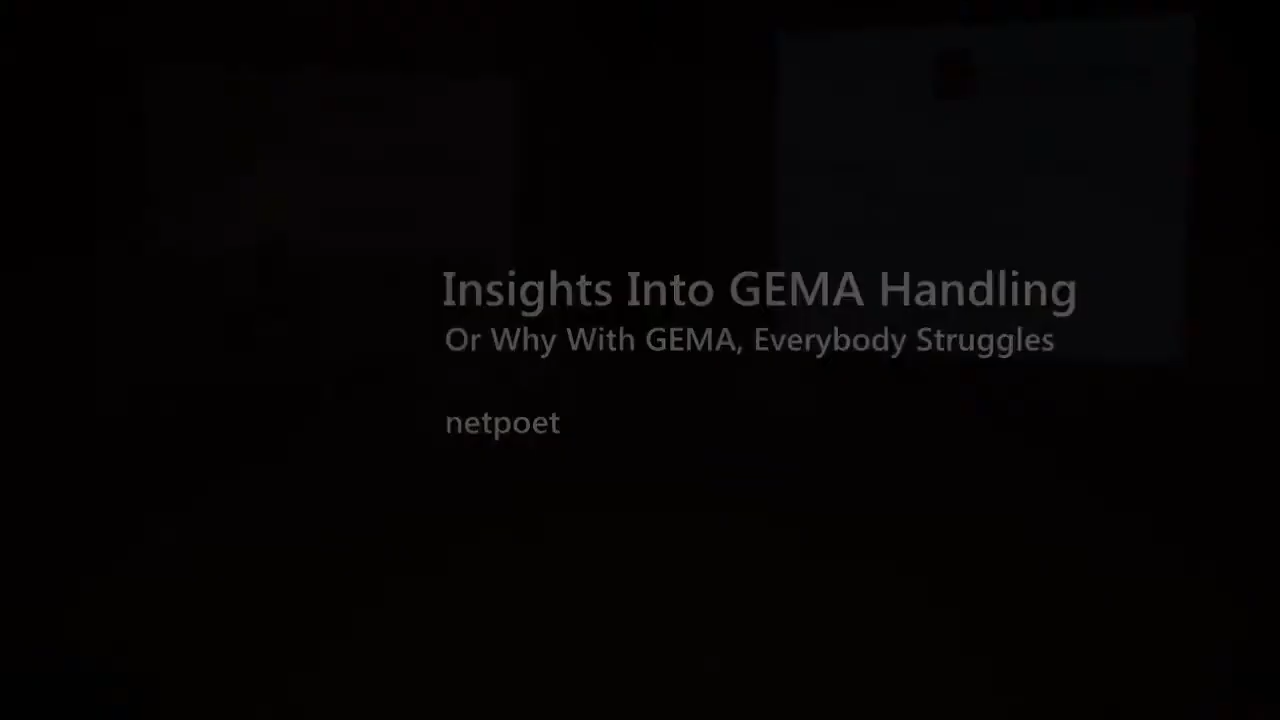 Insights Into GEMA Handling
Or Why With GEMA, Everybody Struggles
netpoet